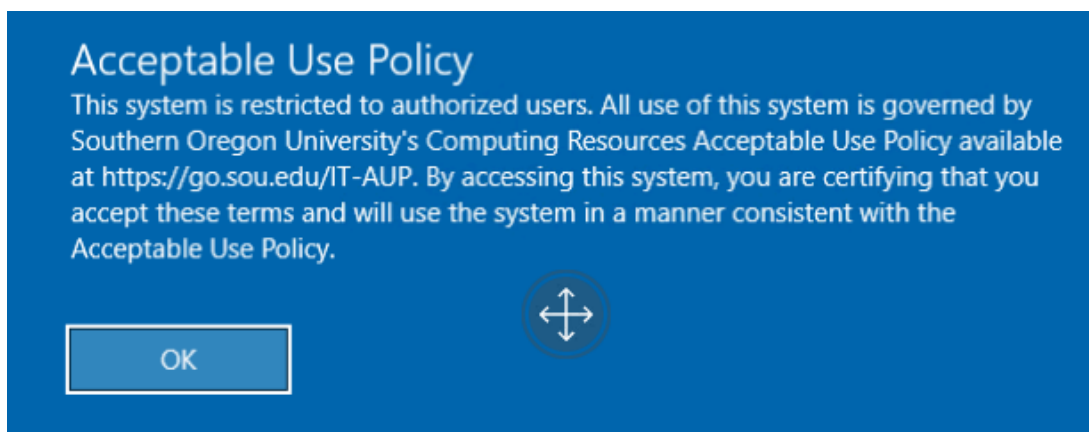 Acceptable Use Policy
This system is restricted to authorized users. All use of this system is governed by
Southern Oregon University's Computing Resources Acceptable Use Policy available
at https://go.sou.edu/IT-AUP. By accessing this system, you are certifying that you
accept these terms and will use the system in a manner consistent with the
Acceptable Use Policy.
OK